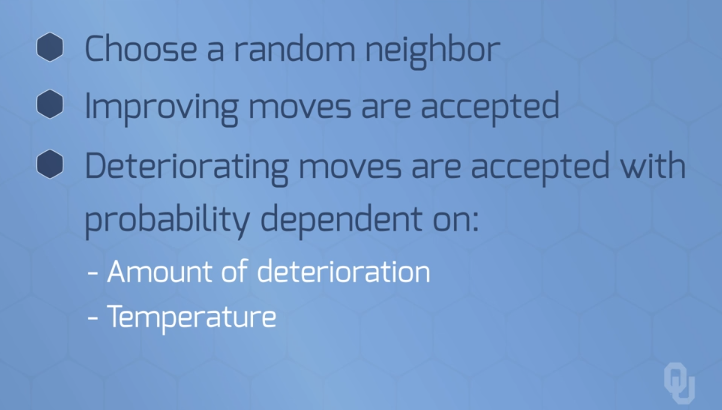 Choose a random neighbor
Improving moves are accepted
Deteriorating moves are accepted with
probability dependent on:
- Amount of deterioration
- Temperature
OU